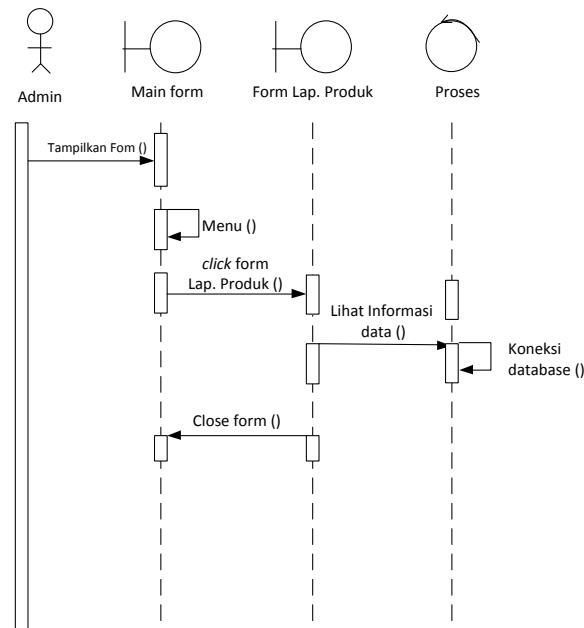 Admin
Main form
Form Lap. Produk
Proses
Tampilkan Fom ()
Menu ()
click form
Lap. Produk ()
Lihat Informasi
data ()
Koneksi
database ()
Close form ()